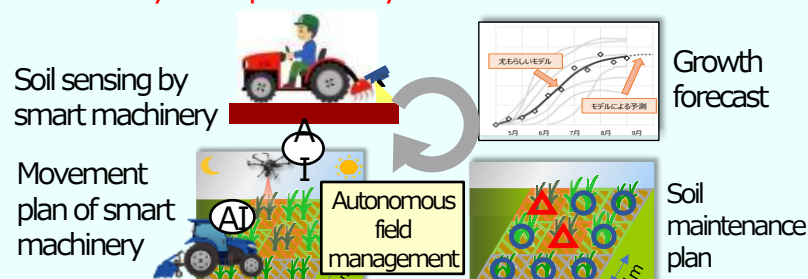 Soil sensing by
smart machinery
尤もらしいモデル
モデルによる予測
5月 6月 7月 8月 9月
Growth
forecast
A
I
Movement
plan of smart
machinery
AI
Autonomous
field
management
Soil
maintenance
plan